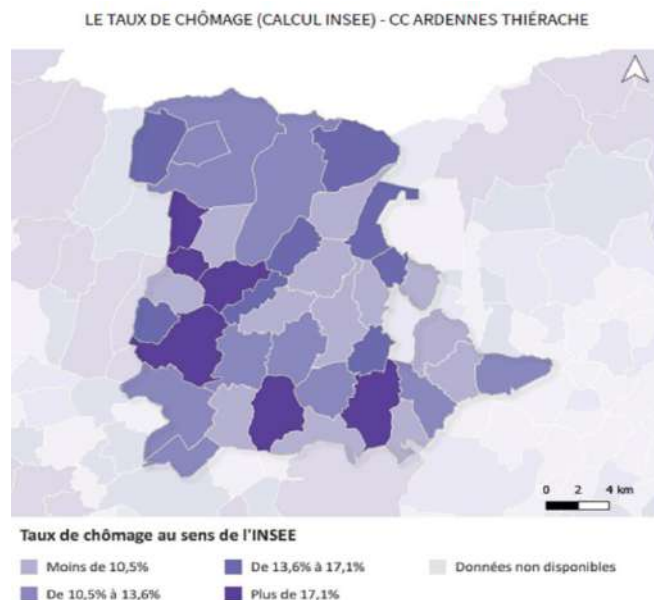 LE TAUX DE CHÔMAGE (CALCUL INSEE) - CC ARDENNES THIÉRACHE
0 2 4 km
Taux de chômage au sens de l'INSEE
Moins de 10,5% De 13,6% à 17,1% Données non disponibles
De 10,5% à 13,6% Plus de 17,1%